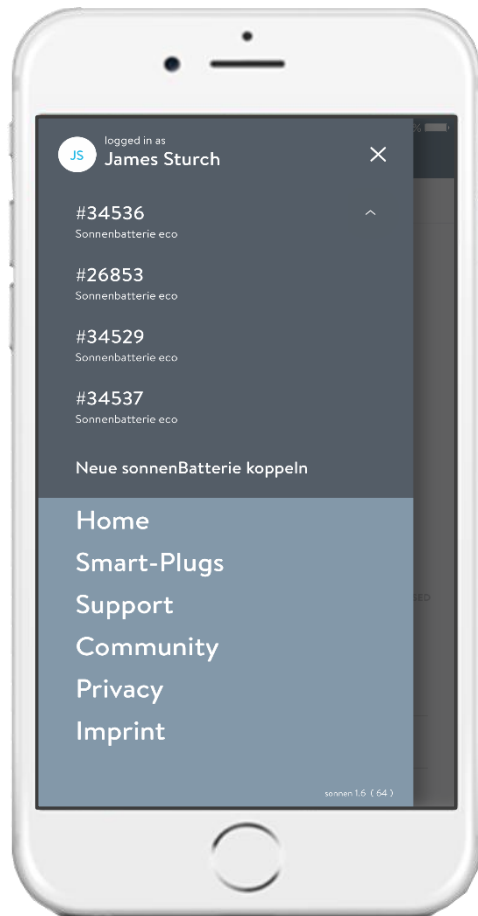 %
logged in as
JS
James Sturch
#34536
Sonnenbatterie eco
#26853
Sonnenbatterie eco
#34529
Sonnenbatterie eco
#34537
Sonnenbatterie eco
Neue sonnenBatterie koppeln
Home
Smart-Plugs
Support
Community
Privacy
Imprint
sonnen 1.6 ( 64 )